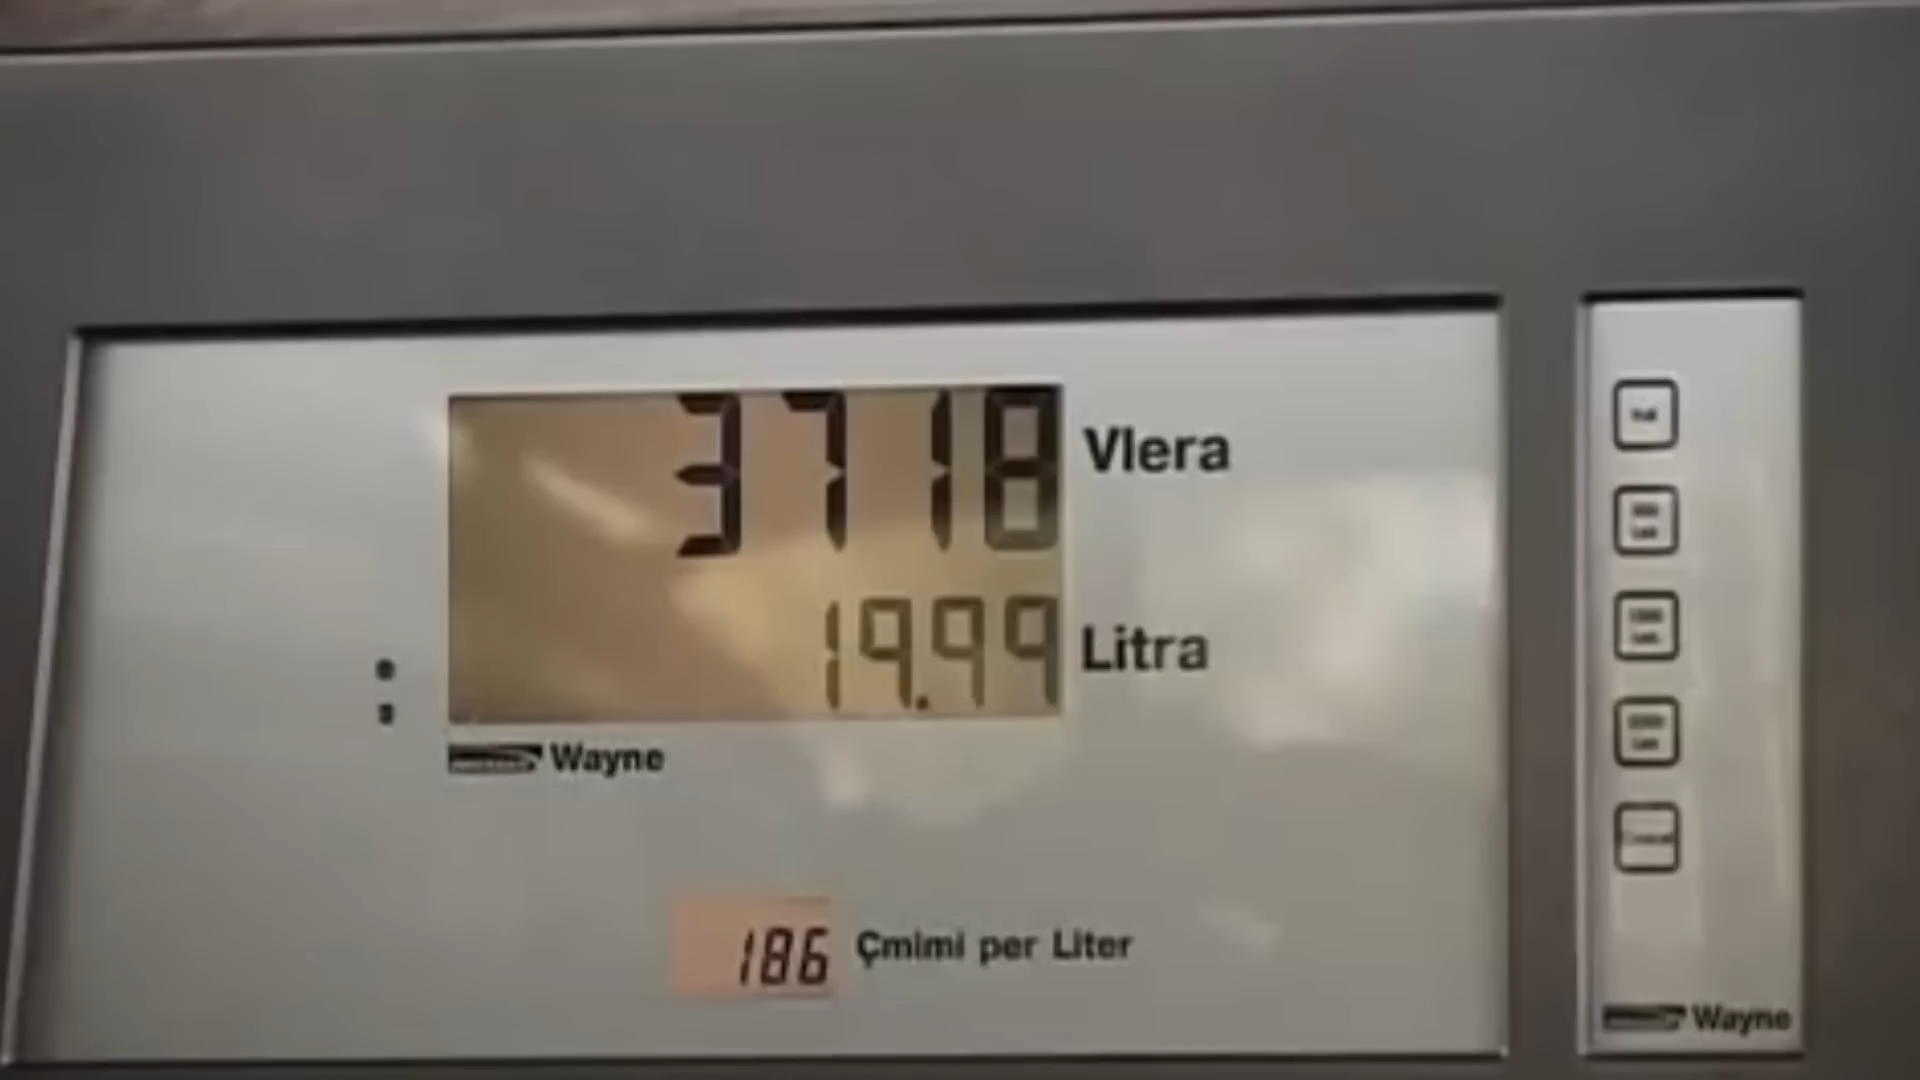 3718 Vlera
19.99 Litra
Wayne
186 Çmimi per Liter
Wayne